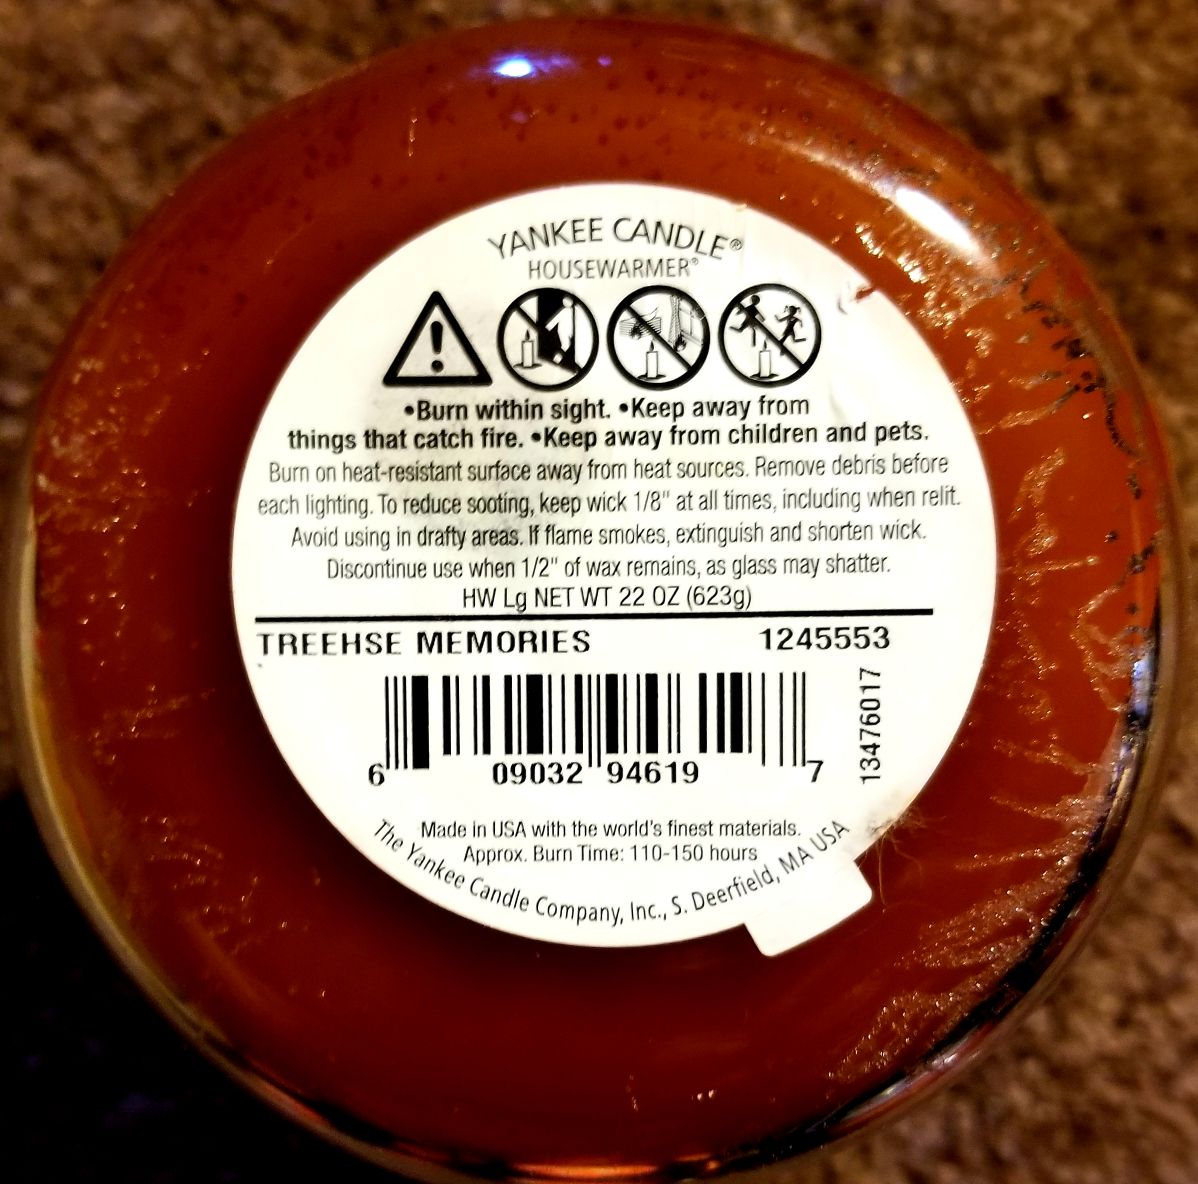 YANKEE CANDLE®
HOUSEWARMER®
•Burn within sight. •Keep away from
things that catch fire. •Keep away from children and pets.
Burn on heat-resistant surface away from heat sources. Remove debris before
each lighting. To reduce sooting, keep wick 1/8" at all times, including when relit.
Avoid using in drafty areas. If flame smokes, extinguish and shorten wick.
Discontinue use when 1/2" of wax remains, as glass may shatter.
HW Lg NET WT 22 OZ (623g)
TREEHSE MEMORIES 1245553
13476017
6 09032 94619 7
Made in USA with the world's finest materials.
Approx. Burn Time: 110-150 hours
The Yankee Candle Company, Inc., S. Deerfield, MA USA